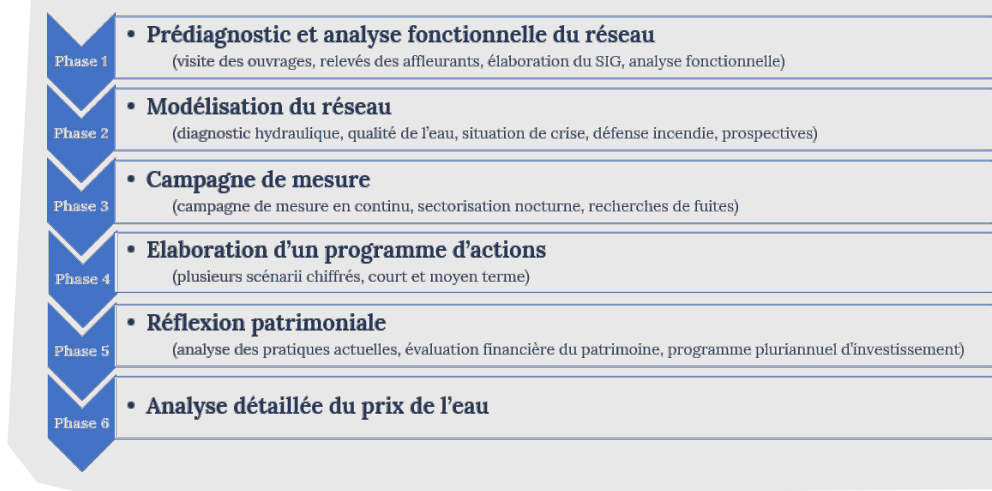 Phase 1
• Prédiagnostic et analyse fonctionnelle du réseau
(visite des ouvrages, relevés des affleurants, élaboration du SIG, analyse fonctionnelle)
Phase 2
• Modélisation du réseau
(diagnostic hydraulique, qualité de l'eau, situation de crise, défense incendie, prospectives)
Phase 3
• Campagne de mesure
(campagne de mesure en continu, sectorisation nocturne, recherches de fuites)
Phase 4
• Elaboration d'un programme d'actions
(plusieurs scénarii chiffrés, court et moyen terme)
Phase 5
• Réflexion patrimoniale
(analyse des pratiques actuelles, évaluation financière du patrimoine, programme pluriannuel d'investissement)
Phase 6
• Analyse détaillée du prix de l'eau